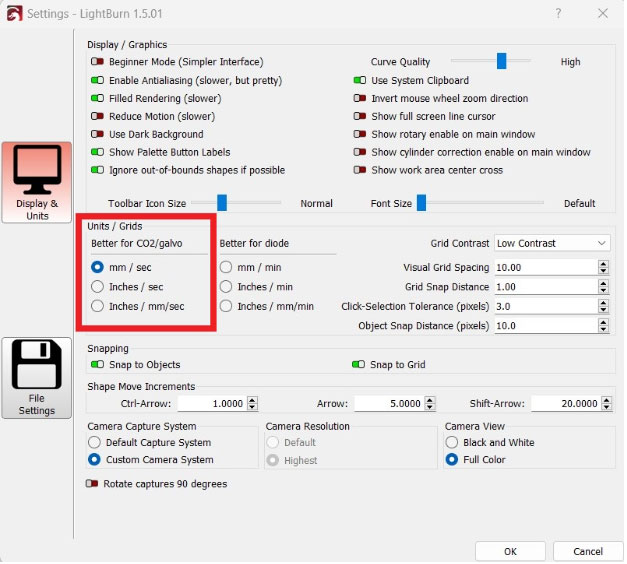 Settings - LightBurn 1.5.01
?
Display / Graphics
Beginner Mode (Simpler Interface)
Curve Quality
High
Enable Antialiasing (slower, but pretty)
Use System Clipboard
Filled Rendering (slower)
Invert mouse wheel zoom direction
Reduce Motion (slower)
Show full screen line cursor
Use Dark Background
Show rotary enable on main window
Show Palette Button Labels
Show cylinder correction enable on main window
Ignore out-of-bounds shapes if possible
Show work area center cross
Display &
Units
Toolbar Icon Size
Normal
Font Size
Default
Units / Grids
Better for CO2/galvo
Better for diode
Grid Contrast
Low Contrast
mm / sec
mm / min
Visual Grid Spacing
10.00
Inches / sec
Inches / min
Grid Snap Distance
1.00
Inches / mm/sec
Inches / mm/min
Click-Selection Tolerance (pixels)
3.0
Object Snap Distance (pixels)
10.0
File
Settings
Snapping
Snap to Objects
Snap to Grid
Shape Move Increments
Ctrl-Arrow:
1.0000
Arrow:
5.0000
Shift-Arrow:
20.0000
Camera Capture System
Camera Resolution
Camera View
Default Capture System
Default
Black and White
Custom Camera System
Highest
Full Color
Rotate captures 90 degrees
OK
Cancel